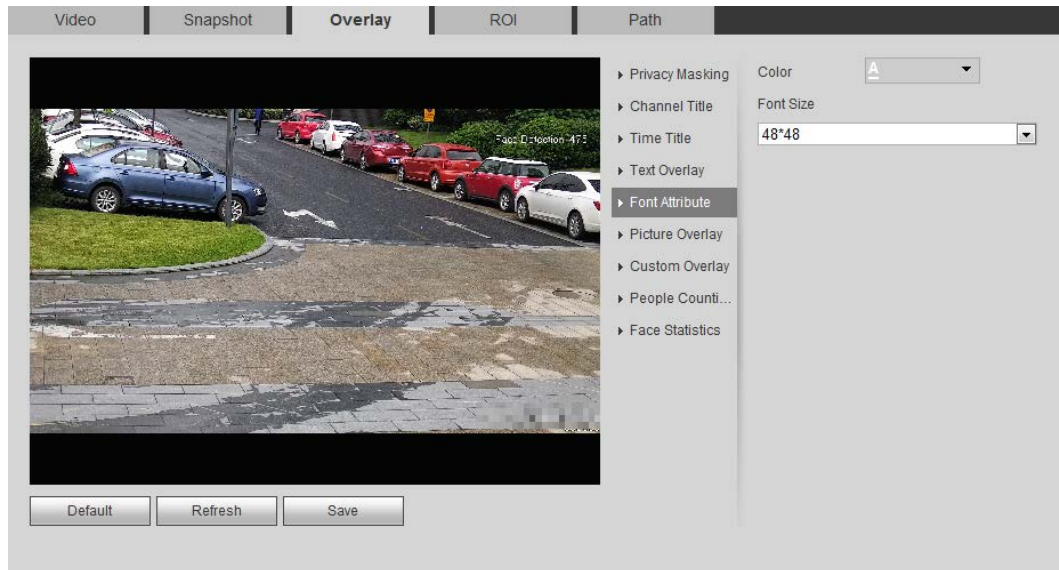 Video Snapshot Overlay ROI Path
Face Detection 475
Privacy Masking
Channel Title
Time Title
Text Overlay
Font Attribute
Picture Overlay
Custom Overlay
People Counti...
Face Statistics
Color A
Font Size
48*48
Default Refresh Save